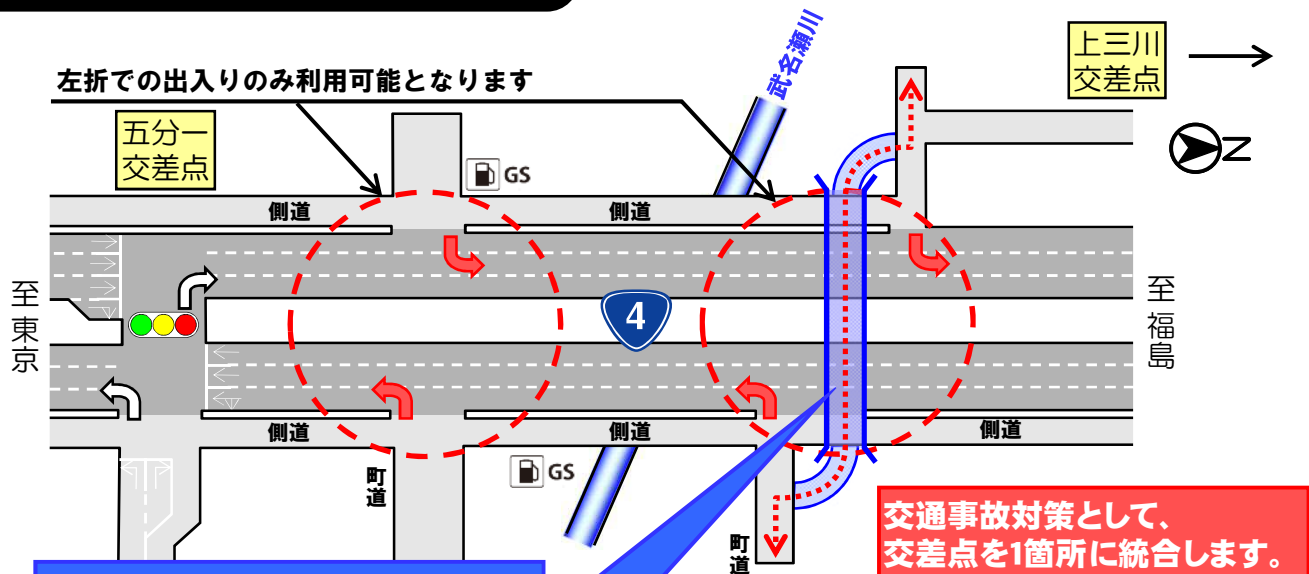 上三川
交差点
左折での出入りのみ利用可能となります
武名瀬川
五分一
交差点
GS
N
側道
側道
至東京
4
至福島
側道
側道
側道
GS
町道
町道
交通事故対策として、
交差点を1箇所に統合します。